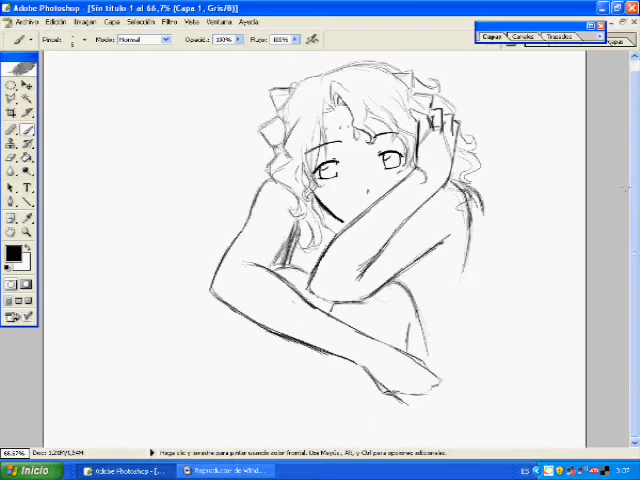 Adobe Photoshop - [Sin título 1 al 66,7% (Capa 1, Gris/8)]
Archivo Edición Imagen Capa Selección Filtro Vista Ventana Ayuda
Pincel: 5 Modo: Normal Opacid.: 100% Flujo: 100%
Capas Canales Trazados
T
66,67% Doc: 1,21M/1,54M Haga clic y arrastre para pintar usando color frontal. Use Mayús., Alt, y Ctrl para opciones adicionales.
Inicio Adobe Photoshop - [... Reproductor de Wind... ES 3:07